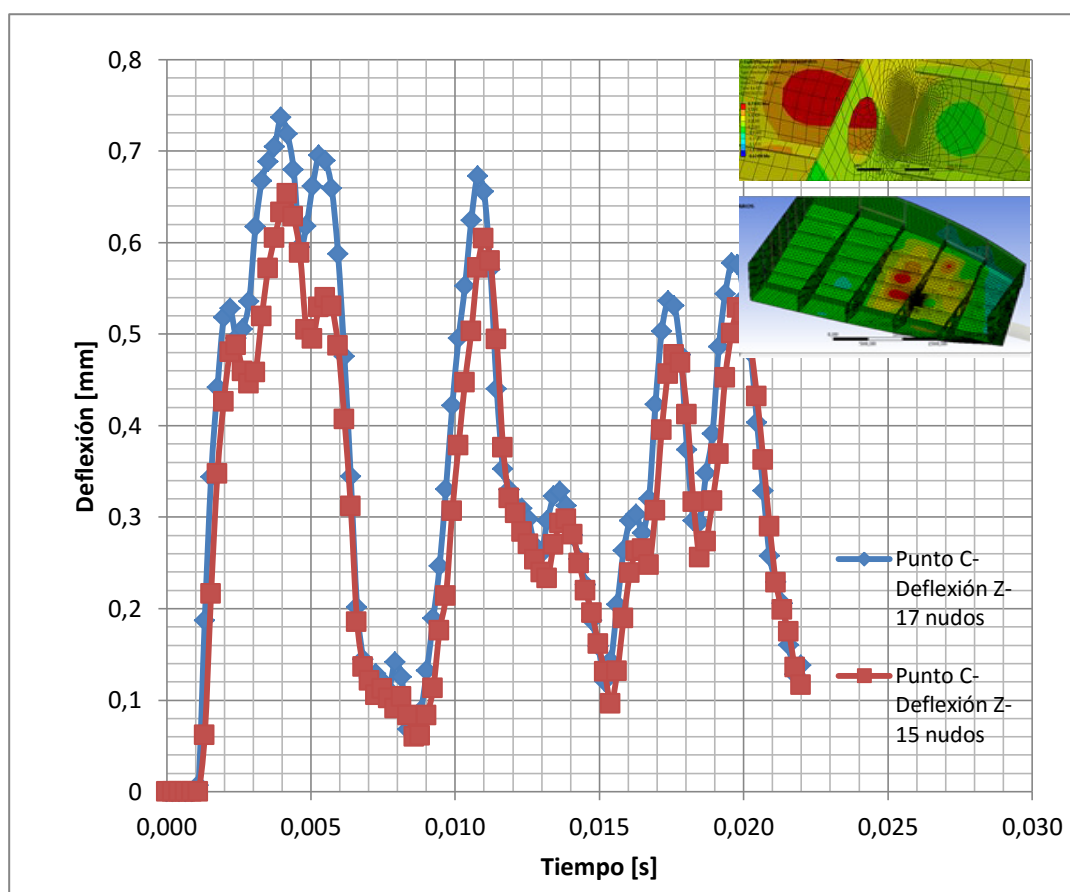 0,8
0,7
0,6
0,5
0,4
0,3
0,2
0,1
0
Deflexión [mm]
0,000
0,005
0,010
0,015
0,020
0,025
0,030
Tiempo [s]
Punto C-
Deflexión Z-
17 nudos
Punto C-
Deflexión Z-
15 nudos